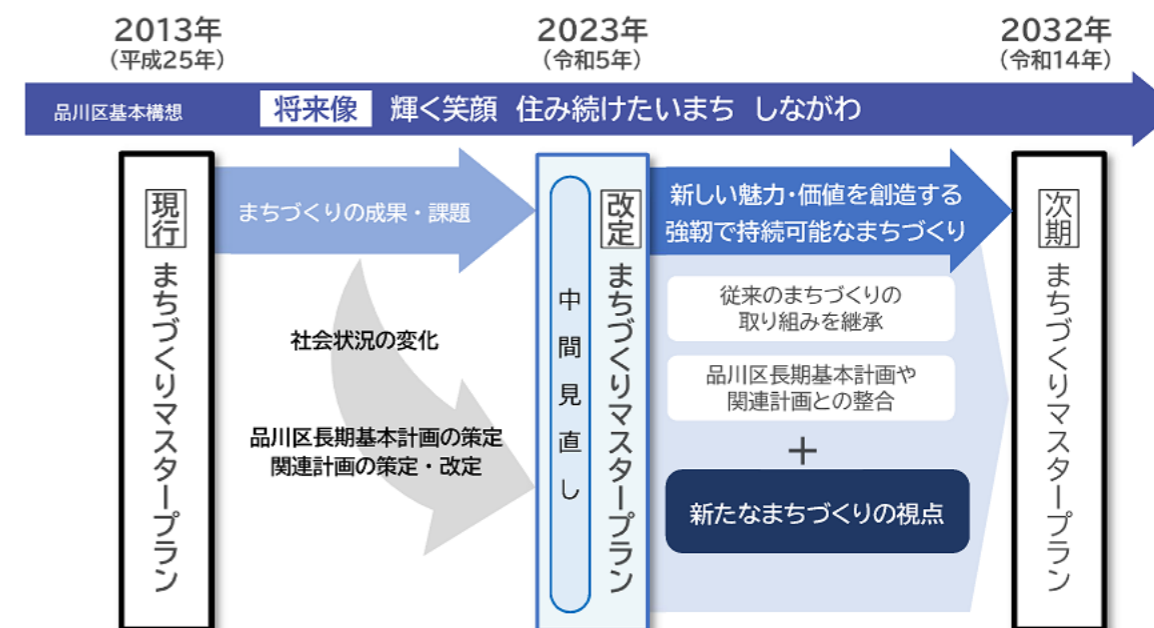 2013年
（平成25年）
2023年
（令和5年）
2032年
（令和14年）
品川区基本構想
将来像 輝く笑顔 住み続けたいまち しながわ
現行 まちづくりマスタープラン
まちづくりの成果・課題
社会状況の変化
品川区長期基本計画の策定
関連計画の策定・改定
中間見直し
改定 まちづくりマスタープラン
新しい魅力・価値を創造する
強靭で持続可能なまちづくり
従来のまちづくりの
取り組みを継承
品川区長期基本計画や
関連計画との整合
＋
新たなまちづくりの視点
次期 まちづくりマスタープラン